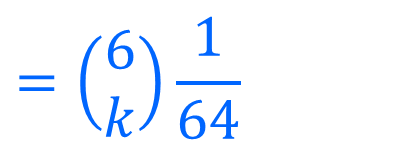 = (6 k) 1/64